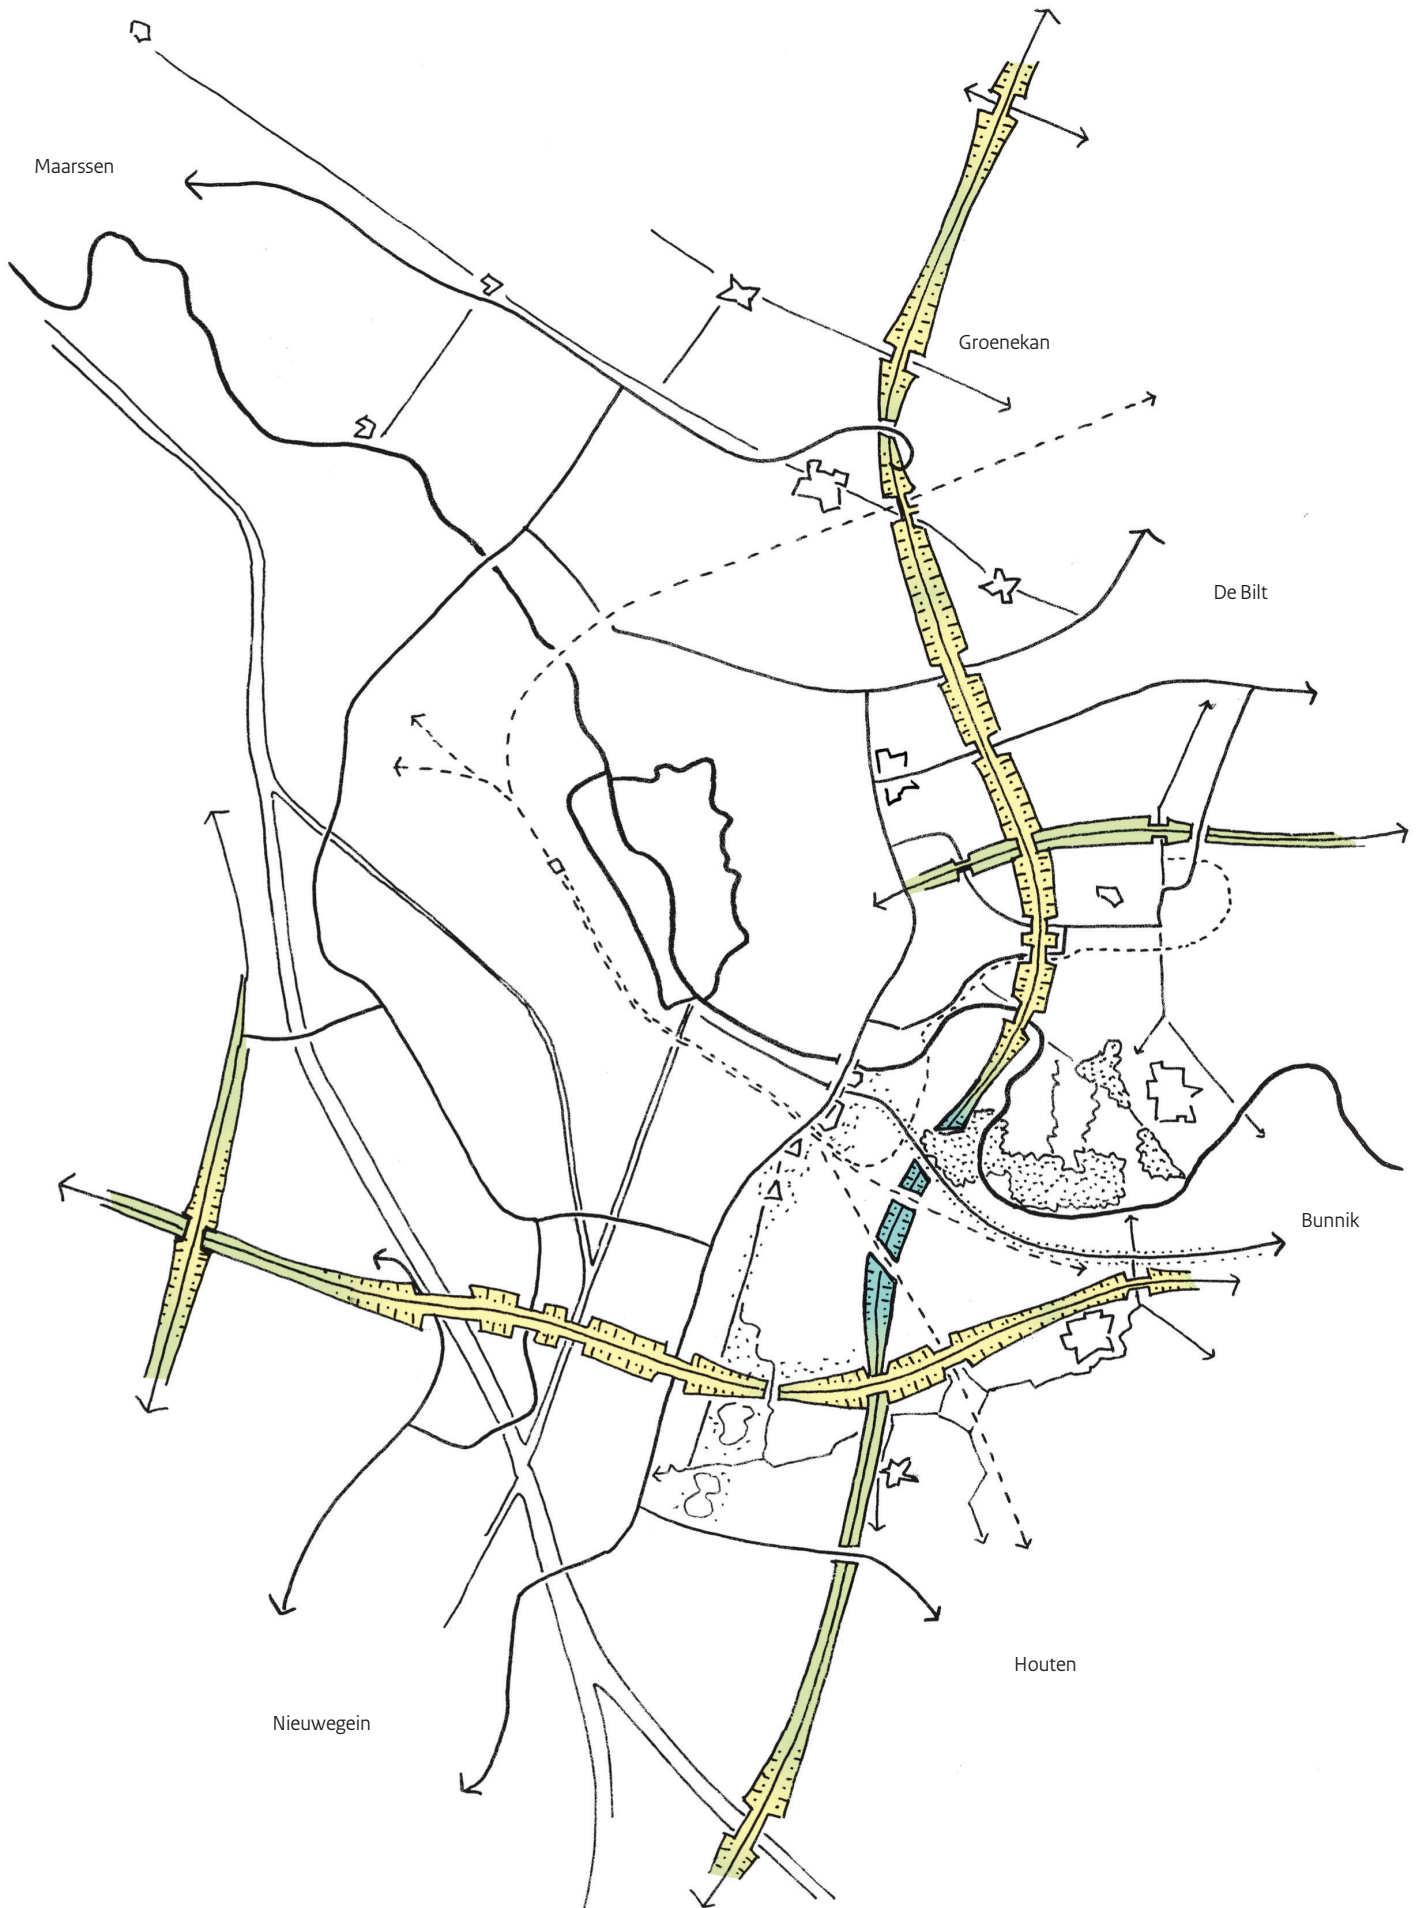 Maarssen
Groenekan
De Bilt
Bunnik
Houten
Nieuwegein